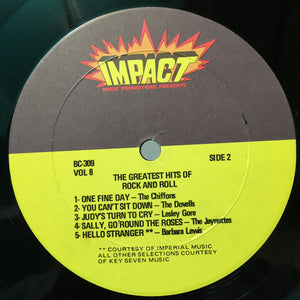 IMPACT
MUSIC PROMOTIONS PRESENTS
BC-309
VOL 8
THE GREATEST HITS OF
ROCK AND ROLL
SIDE 2
1- ONE FINE DAY — The Chiffons
2- YOU CAN'T SIT DOWN — The Dovells
3- JUDY'S TURN TO CRY — Lesley Gore
4- SALLY, GO'ROUND THE ROSES — The Jaynettes
5- HELLO STRANGER ** — Barbara Lewis
** COURTESY OF IMPERIAL MUSIC
ALL OTHER SELECTIONS COURTESY
OF KEY SEVEN MUSIC